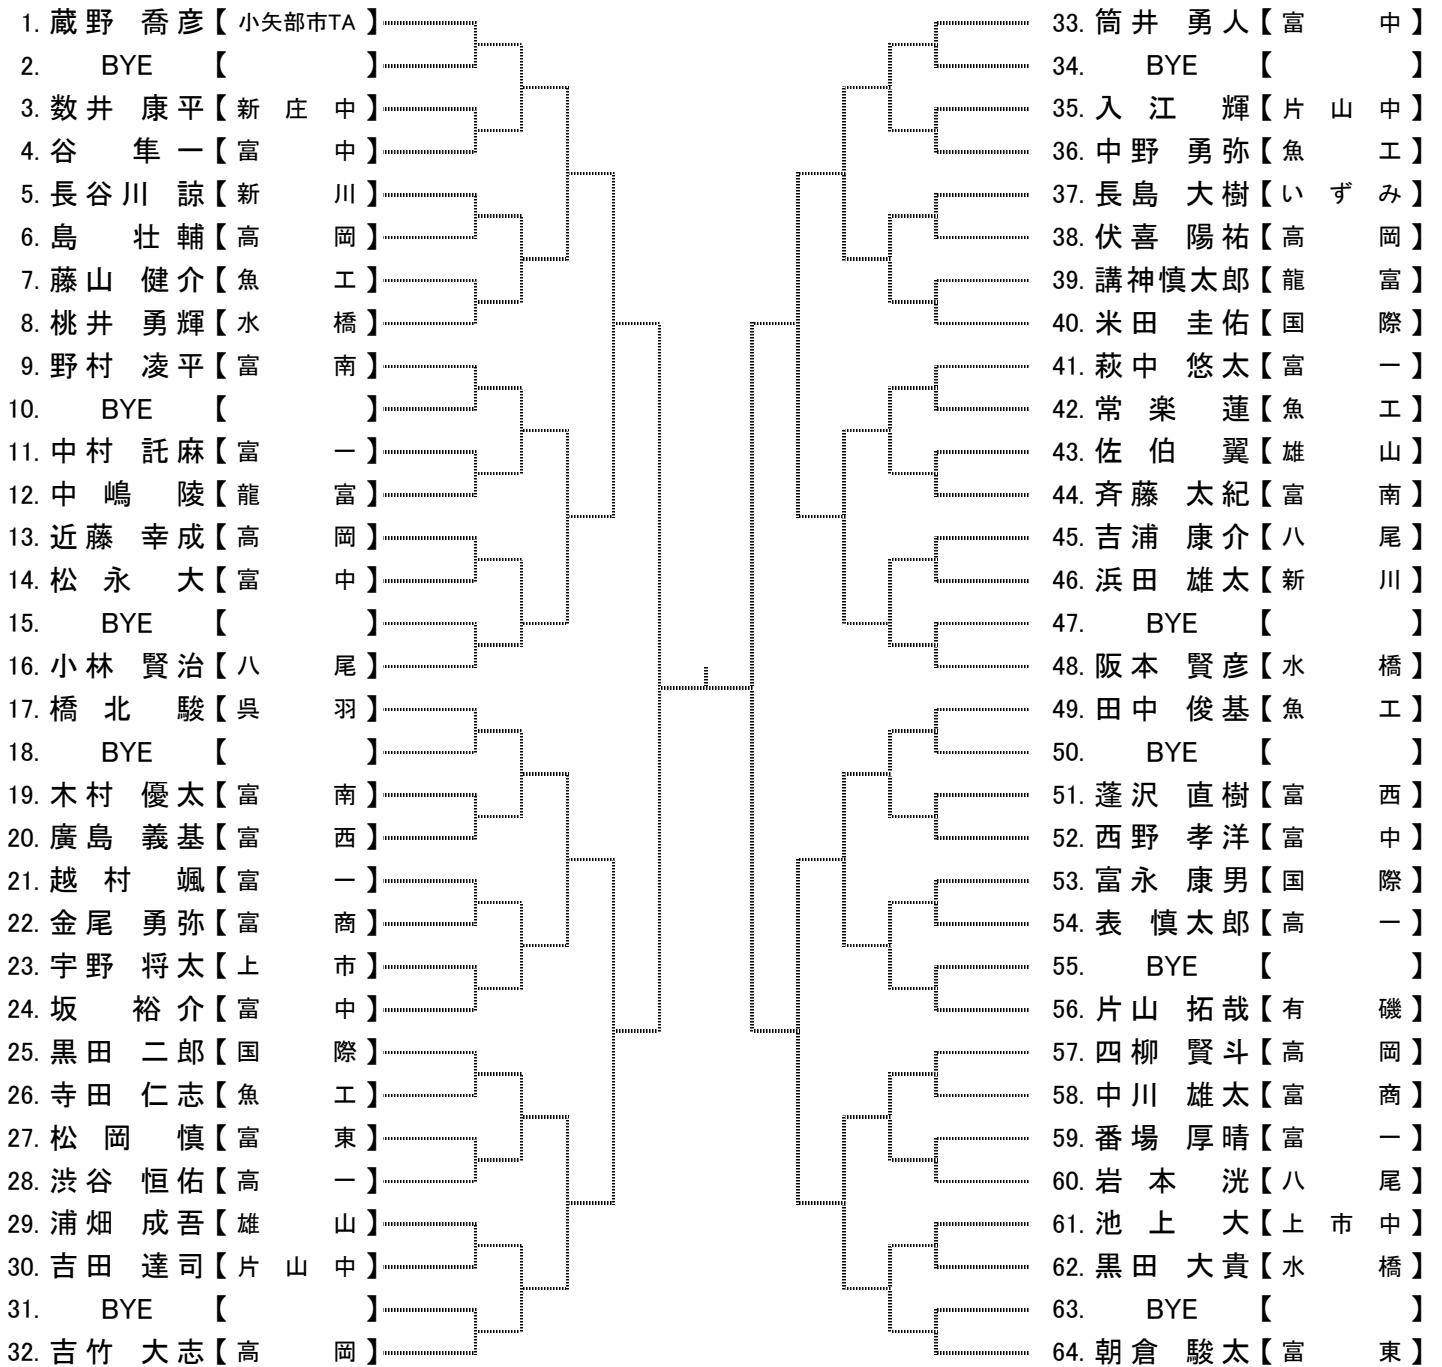 1. 蔵野 喬彦【 小矢部市TA 】
2. BYE 【 】
3. 数井 康平【 新庄中 】
4. 谷 隼一【 富中 】
5. 長谷川 諒【 新川 】
6. 島 壮輔【 高岡 】
7. 藤山 健介【 魚工 】
8. 桃井 勇輝【 水橋 】
9. 野村 凌平【 富南 】
10. BYE 【 】
11. 中村 託麻【 富一 】
12. 中嶋 陵【 龍富 】
13. 近藤 幸成【 高岡 】
14. 松永 大【 富中 】
15. BYE 【 】
16. 小林 賢治【 八尾 】
17. 橋北 駿【 呉羽 】
18. BYE 【 】
19. 木村 優太【 富南 】
20. 廣島 義基【 富西 】
21. 越村 颯【 富一 】
22. 金尾 勇弥【 富商 】
23. 宇野 将太【 上市 】
24. 坂 裕介【 富中 】
25. 黒田 二郎【 国際 】
26. 寺田 仁志【 魚工 】
27. 松岡 慎【 富東 】
28. 渋谷 恒佑【 高一 】
29. 浦畑 成吾【 雄山 】
30. 吉田 達司【 片山中 】
31. BYE 【 】
32. 吉竹 大志【 高岡 】
33. 筒井 勇人【 富中 】
34. BYE 【 】
35. 入江 輝【 片山中 】
36. 中野 勇弥【 魚工 】
37. 長島 大樹【 いずみ 】
38. 伏喜 陽祐【 高岡 】
39. 講神慎太郎【 龍富 】
40. 米田 圭佑【 国際 】
41. 萩中 悠太【 富一 】
42. 常楽 蓮【 魚工 】
43. 佐伯 翼【 雄山 】
44. 斉藤 太紀【 富南 】
45. 吉浦 康介【 八尾 】
46. 浜田 雄太【 新川 】
47. BYE 【 】
48. 阪本 賢彦【 水橋 】
49. 田中 俊基【 魚工 】
50. BYE 【 】
51. 蓬沢 直樹【 富西 】
52. 西野 孝洋【 富中 】
53. 富永 康男【 国際 】
54. 表 慎太郎【 高一 】
55. BYE 【 】
56. 片山 拓哉【 有磯 】
57. 四柳 賢斗【 高岡 】
58. 中川 雄太【 富商 】
59. 番場 厚晴【 富一 】
60. 岩本 洸【 八尾 】
61. 池上 大【 上市中 】
62. 黒田 大貴【 水橋 】
63. BYE 【 】
64. 朝倉 駿太【 富東 】